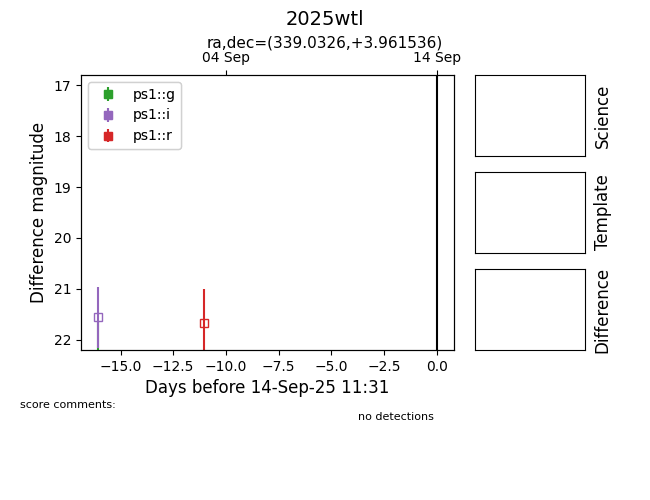 2025wtl
ra,dec=(339.0326,+3.961536)
04 Sep
14 Sep
17
18
19
20
21
22
Difference magnitude
ps1::g
ps1::i
ps1::r
−15.0
−12.5
−10.0
−7.5
−5.0
−2.5
0.0
Days before 14-Sep-25 11:31
Science
Template
Difference
score comments:
no detections